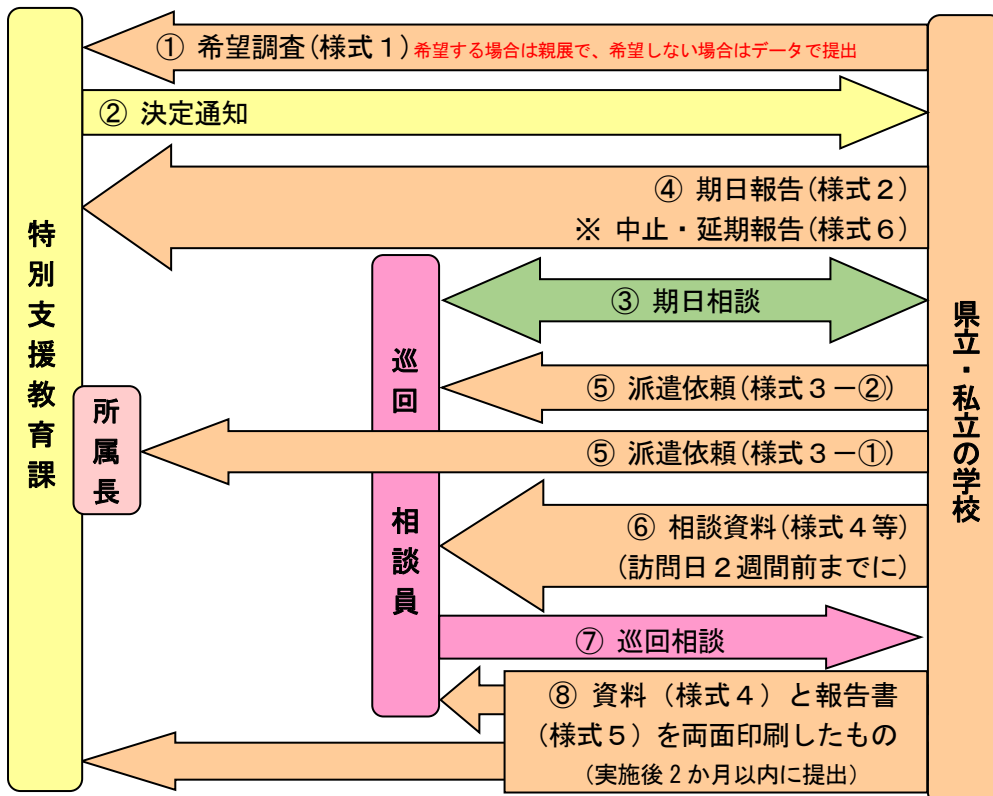 特別支援教育課
① 希望調査(様式１) 希望する場合は親展で、希望しない場合はデータで提出
② 決定通知
④ 期日報告(様式２)
※ 中止・延期報告(様式６)
③ 期日相談
⑤ 派遣依頼(様式３－②)
所属長
⑤ 派遣依頼(様式３－①)
巡回相談員
⑥ 相談資料(様式４等)
(訪問日２週間前までに)
⑦ 巡回相談
⑧ 資料（様式４）と報告書
（様式５）を両面印刷したもの
(実施後２か月以内に提出)
県立・私立の学校